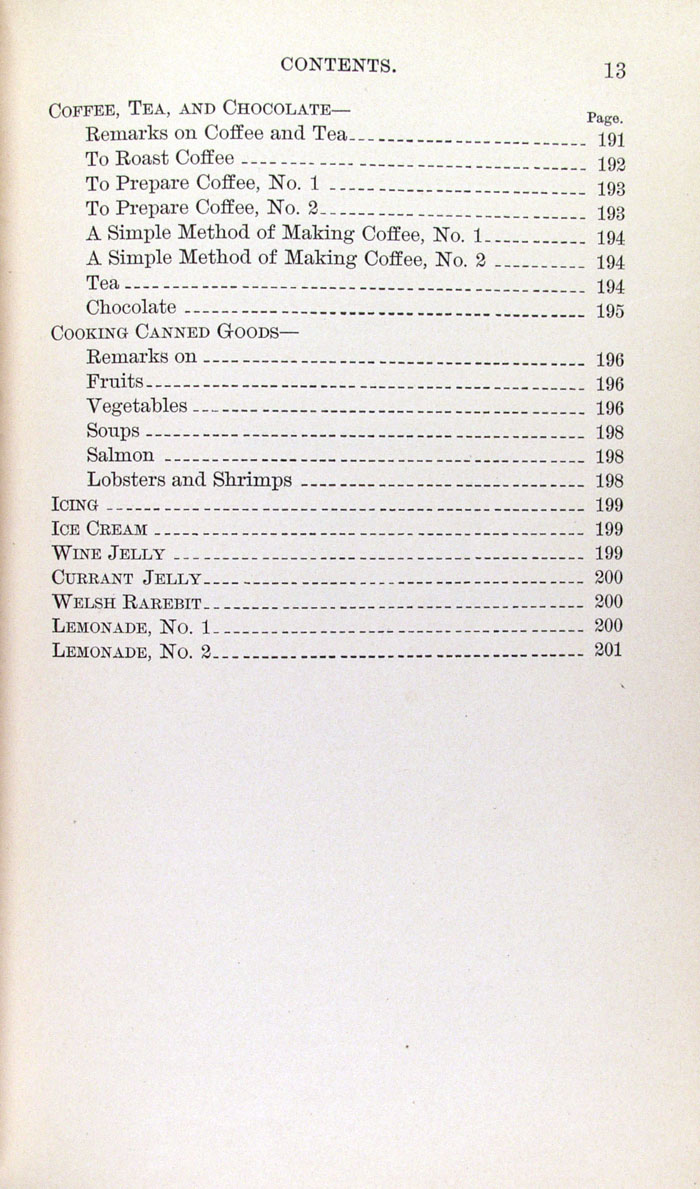 CONTENTS. 13
COFFEE, TEA, AND CHOCOLATE— Page.
Remarks on Coffee and Tea 191
To Roast Coffee 192
To Prepare Coffee, No. 1 193
To Prepare Coffee, No. 2 193
A Simple Method of Making Coffee, No. 1 194
A Simple Method of Making Coffee, No. 2 194
Tea 194
Chocolate 195
COOKING CANNED GOODS—
Remarks on 196
Fruits 196
Vegetables 196
Soups 198
Salmon 198
Lobsters and Shrimps 198
ICING 199
ICE CREAM 199
WINE JELLY 199
CURRANT JELLY 200
WELSH RAREBIT 200
LEMONADE, No. 1 200
LEMONADE, No. 2 201